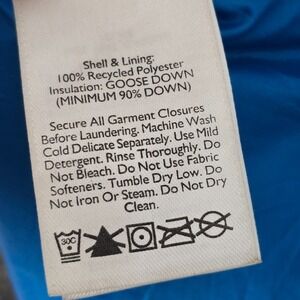 Shell & Lining:
100% Recycled Polyester
Insulation: GOOSE DOWN
(MINIMUM 90% DOWN)
Secure All Garment Closures
Before Laundering. Machine Wash
Cold Delicate Separately. Use Mild
Detergent. Rinse Thoroughly. Do
Not Bleach. Do Not Use Fabric
Softeners. Tumble Dry Low. Do
Not Iron Or Steam. Do Not Dry
Clean.
30C